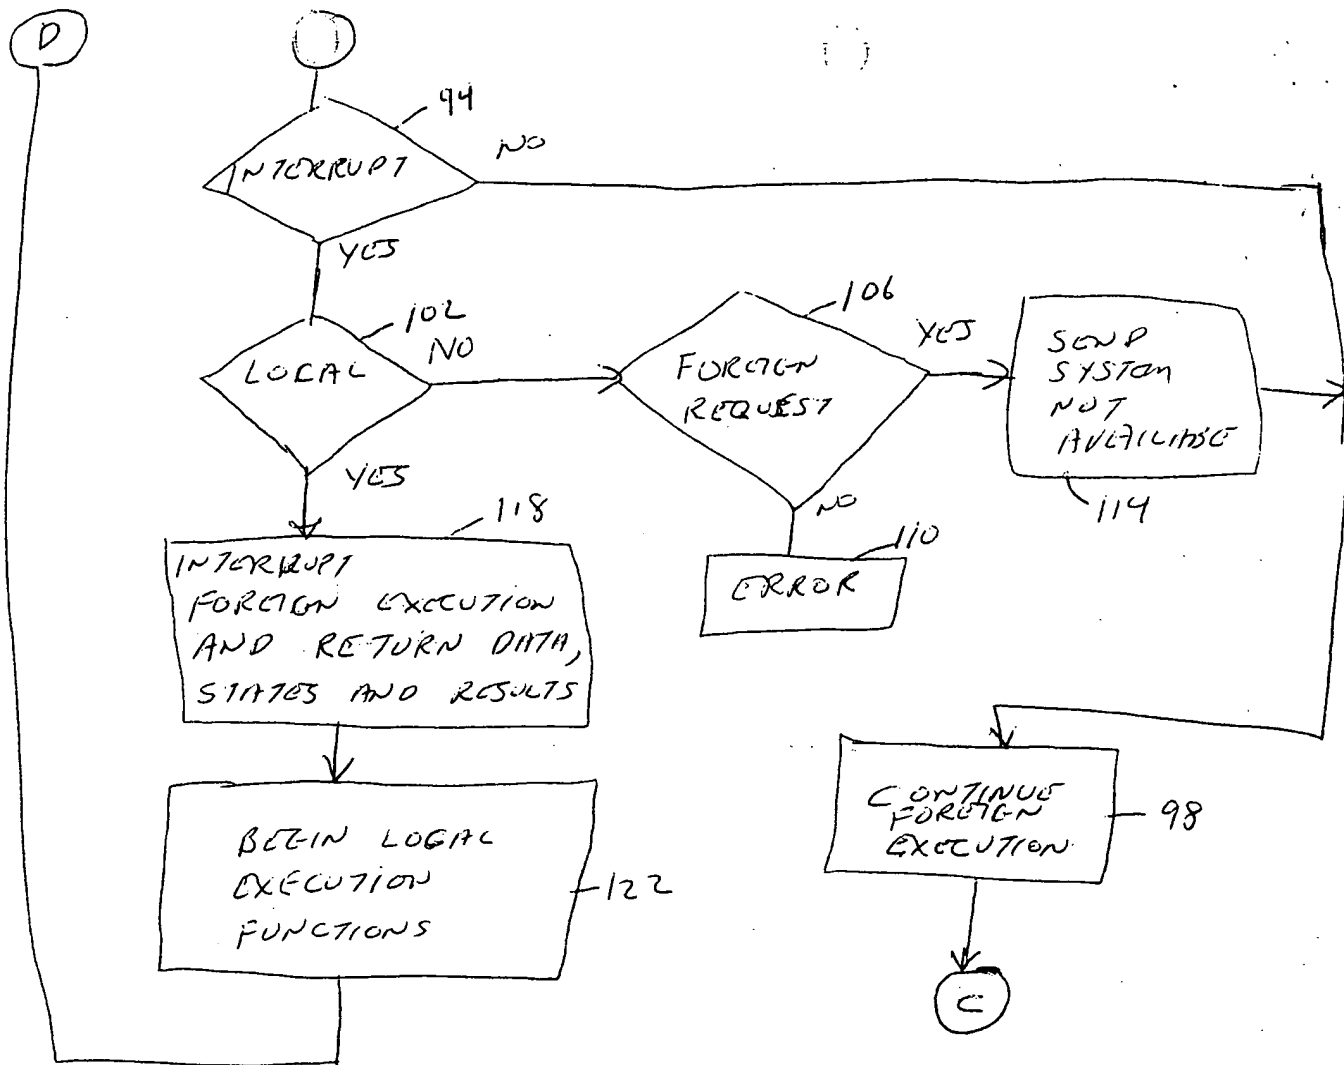 D
94
INTERRUPT
NO
YES
102
LOCAL
NO
106
FOREIGN
REQUEST
YES
SEND
SYSTEM
NOT
114
YES
NO
118
INTERRUPT
FOREIGN EXECUTION
AND RETURN DATA,
STATES AND RESULTS
110
ERROR
BEGIN LOCAL
EXECUTION
FUNCTIONS
122
CONTINUE
FOREIGN
EXECUTION
98
C